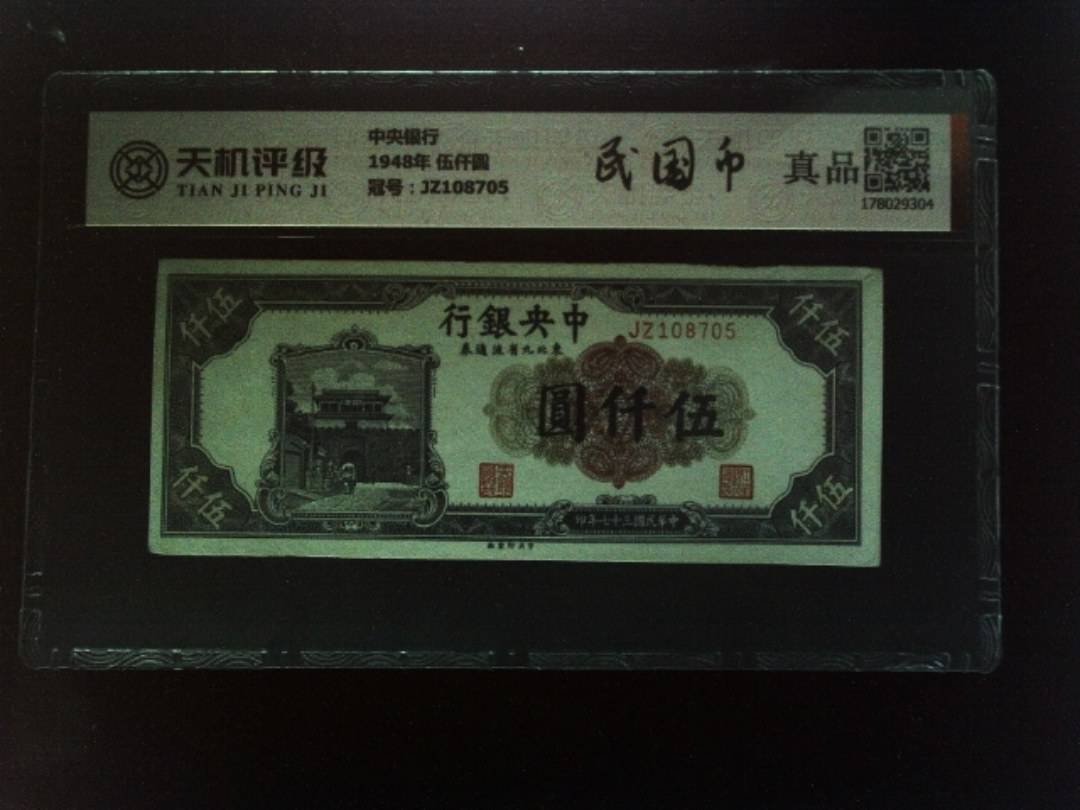 天机评级
TIAN JI PING JI
中央银行
1948年 伍仟圆
冠号：JZ108705
民国币
真品
178029304
仟伍
仟伍
行銀央中
JZ108705
券通流省九北東
圓仟伍
仟伍
仟伍
印年七十三國民華中